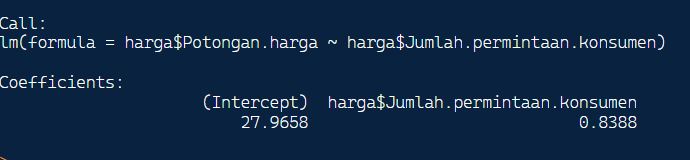 Call:
lm(formula = harga$Potongan.harga ~ harga$Jumlah.permintaan.konsumen)
Coefficients:
(Intercept) harga$Jumlah.permintaan.konsumen
27.9658 0.8388